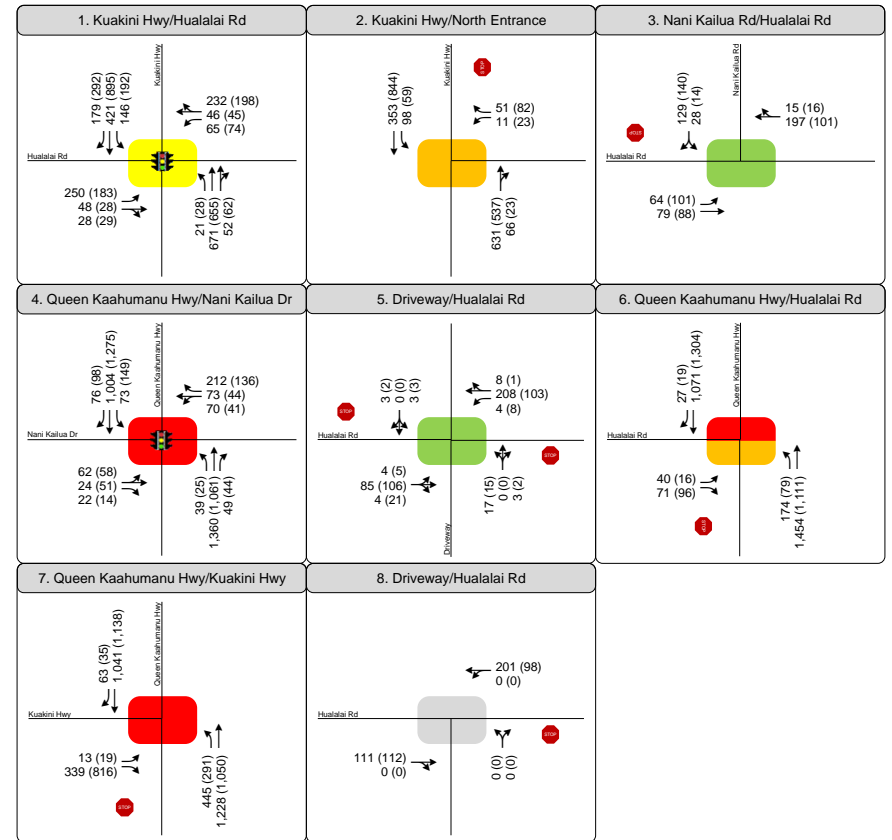 1. Kuakini Hwy/Hualalai Rd
Kuakini Hwy
179 (292)
421 (895)
146 (192)
232 (198)
46 (45)
65 (74)
Hualalai Rd
250 (183)
48 (28)
28 (29)
21 (28)
671 (655)
52 (62)
2. Kuakini Hwy/North Entrance
Kuakini Hwy
STOP
353 (844)
98 (59)
51 (82)
11 (23)
631 (537)
66 (23)
3. Nani Kailua Rd/Hualalai Rd
Nani Kailua Rd
129 (140)
28 (14)
15 (16)
197 (101)
STOP
Hualalai Rd
64 (101)
79 (88)
4. Queen Kaahumanu Hwy/Nani Kailua Dr
Queen Kaahumanu Hwy
76 (98)
1,004 (1,275)
73 (149)
212 (136)
73 (44)
70 (41)
Nani Kailua Dr
62 (58)
24 (51)
22 (14)
39 (25)
1,360 (1,061)
49 (44)
5. Driveway/Hualalai Rd
3 (2)
0 (0)
3 (3)
8 (1)
208 (103)
4 (8)
STOP
Hualalai Rd
STOP
4 (5)
85 (106)
4 (21)
17 (15)
0 (0)
3 (2)
Driveway
6. Queen Kaahumanu Hwy/Hualalai Rd
Queen Kaahumanu Hwy
27 (19)
1,071 (1,304)
Hualalai Rd
40 (16)
71 (96)
STOP
174 (79)
1,454 (1,111)
7. Queen Kaahumanu Hwy/Kuakini Hwy
Queen Kaahumanu Hwy
63 (35)
1,041 (1,138)
Kuakini Hwy
13 (19)
339 (816)
STOP
445 (291)
1,228 (1,050)
8. Driveway/Hualalai Rd
201 (98)
0 (0)
Hualalai Rd
STOP
111 (112)
0 (0)
0 (0)
0 (0)